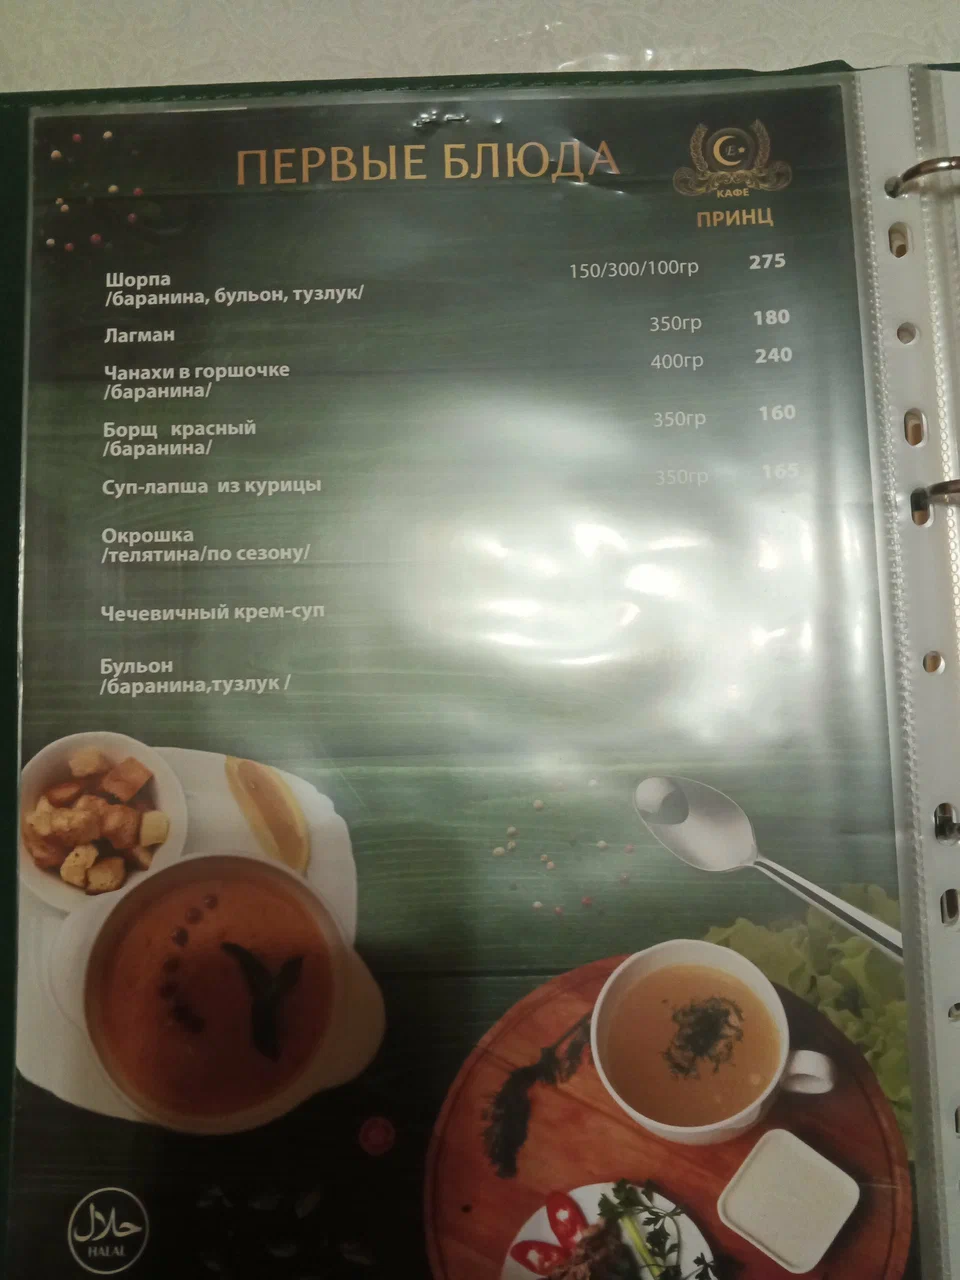 ПЕРВЫЕ БЛЮДА
КАФЕ
ПРИНЦ
Шорпа 150/300/100гр 275
/баранина, бульон, тузлук/
Лагман 350гр 180
Чанахи в горшочке 400гр 240
/баранина/
Борщ красный 350гр 160
/баранина/
Суп-лапша из курицы 350гр 165
Окрошка
/телятина/по сезону/
Чечевичный крем-суп
Бульон
/баранина,тузлук /
حلال
HALAL